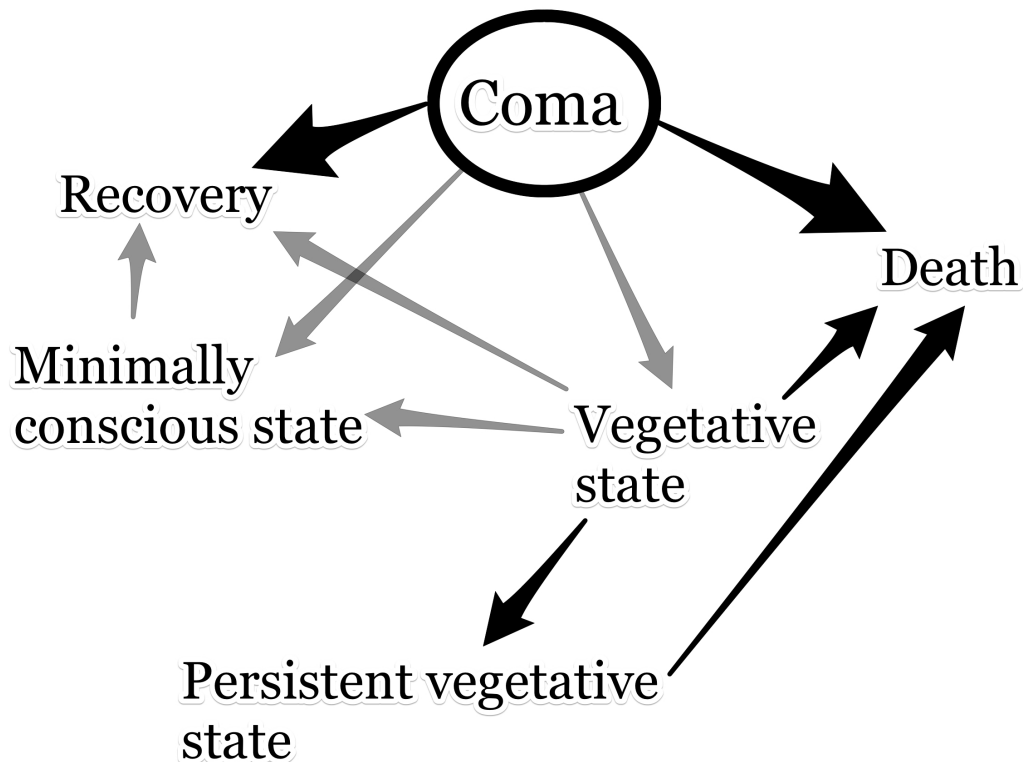 Coma
Recovery
Death
Minimally
conscious state
Vegetative
state
Persistent vegetative
state